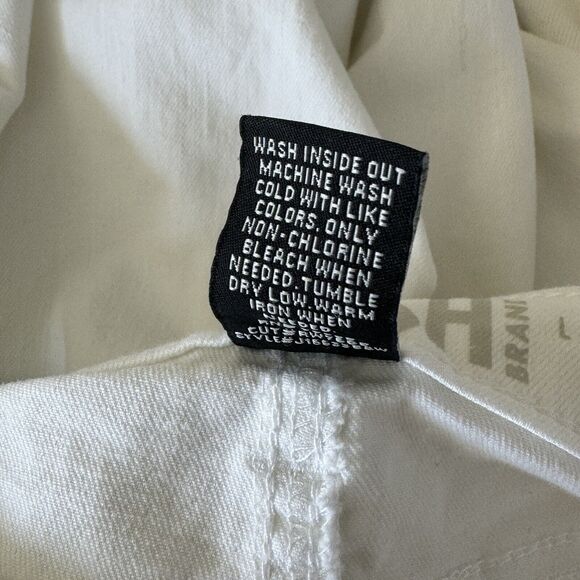 WASH INSIDE OUT
MACHINE WASH
COLD WITH LIKE
COLORS. ONLY
NON-CHLORINE
BLEACH WHEN
NEEDED. TUMBLE
DRY LOW. WARM
IRON WHEN
NEEDED.
H
BRAN
L